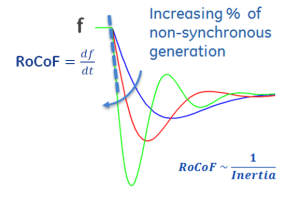 f
Increasing % of
non-synchronous
generation
RoCoF = df/dt
RoCoF ~ 1/Inertia